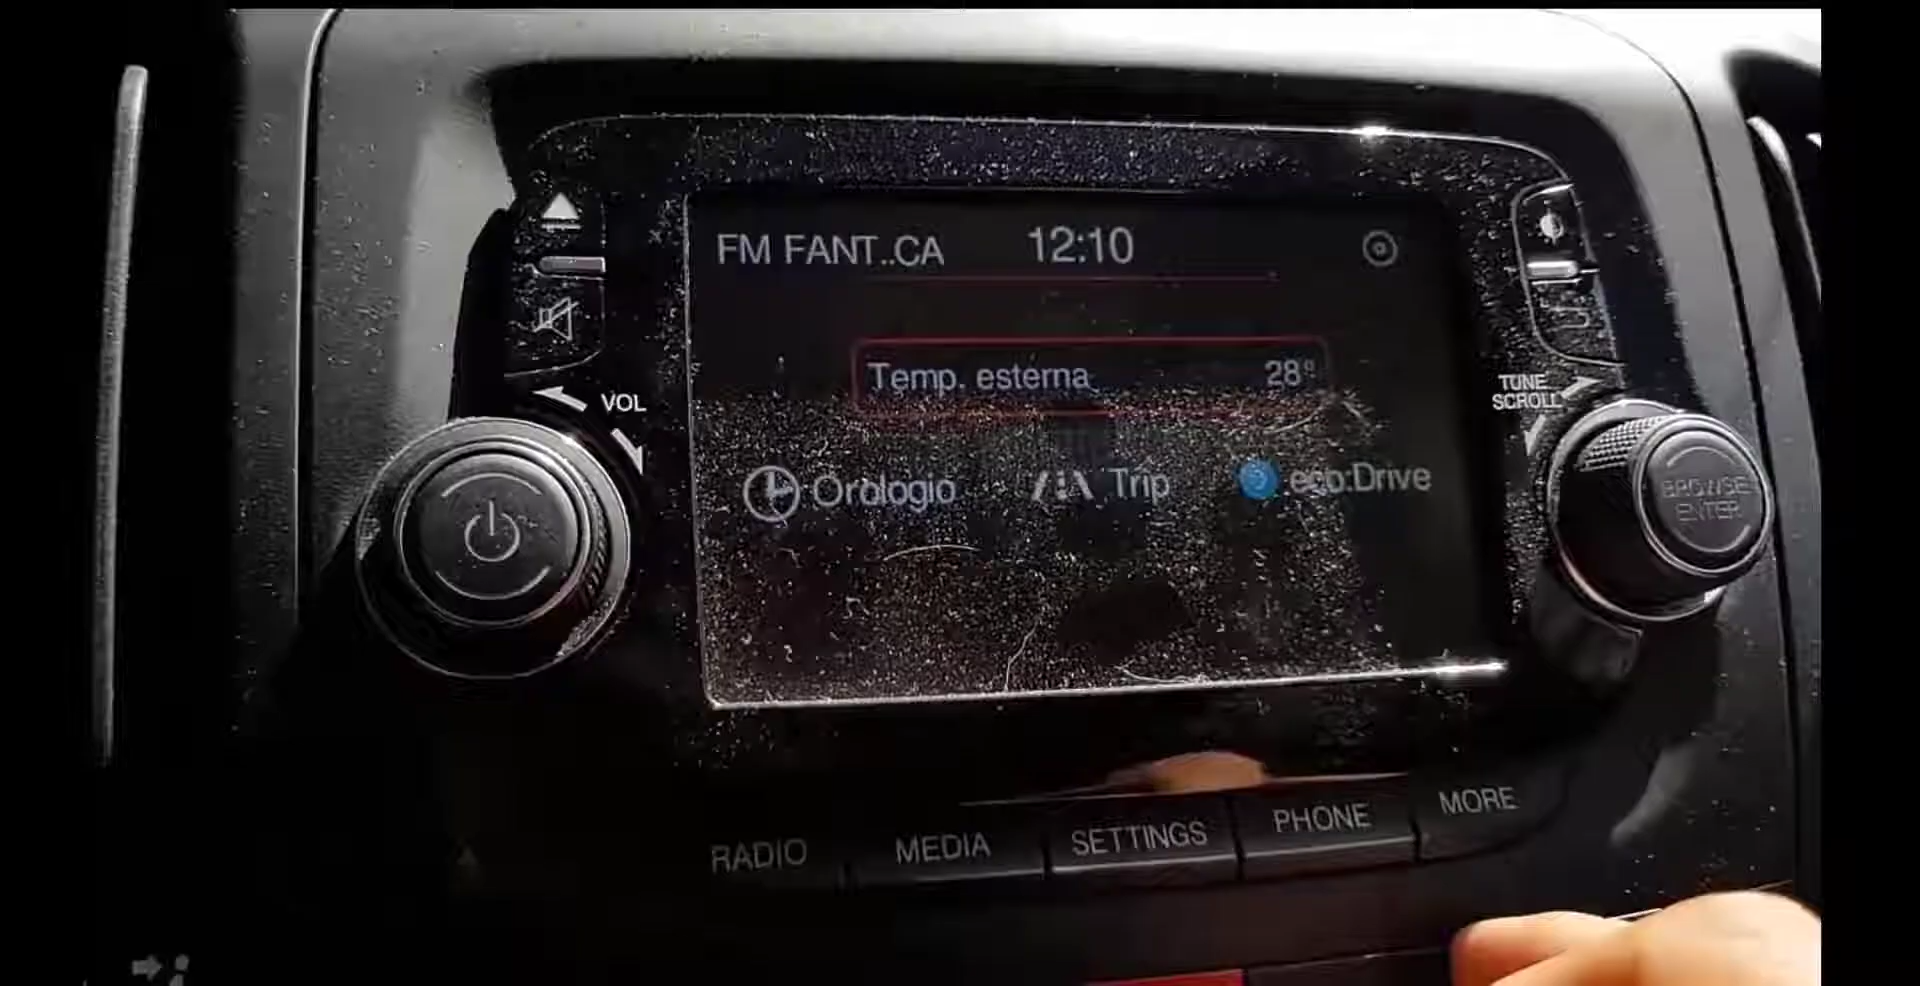 FM FANT..CA 12:10
VOL
TUNE
SCROLL
Temp. esterna 28°
Orologio Trip eco:Drive
BROWSE
ENTER
RADIO MEDIA SETTINGS PHONE MORE